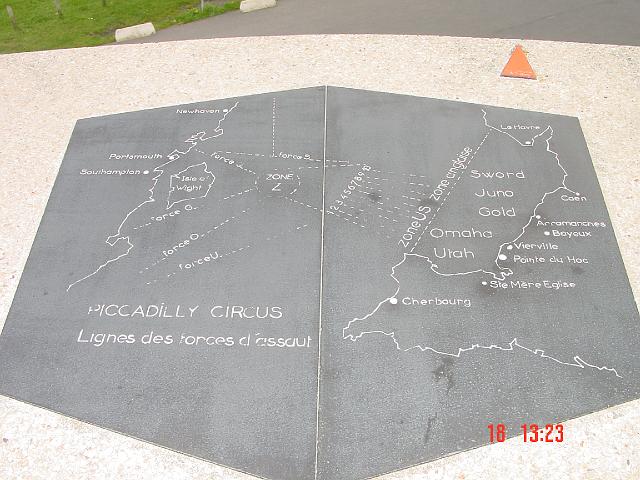 Newhaven
Portsmouth
Southampton
Isle of
Wight
force
force S
ZONE
Z
force G
force O
force U
1 2 3 4 5 6 7 8 9 10
zone US zone anglaise
Le Havre
Sword
Juno
Gold
Omaha
Utah
Caen
Arromanches
Bayeux
Vierville
Pointe du Hoc
Ste Mère Eglise
Cherbourg
PICCADILLY CIRCUS
Lignes des forces d'assaut
18 13:23